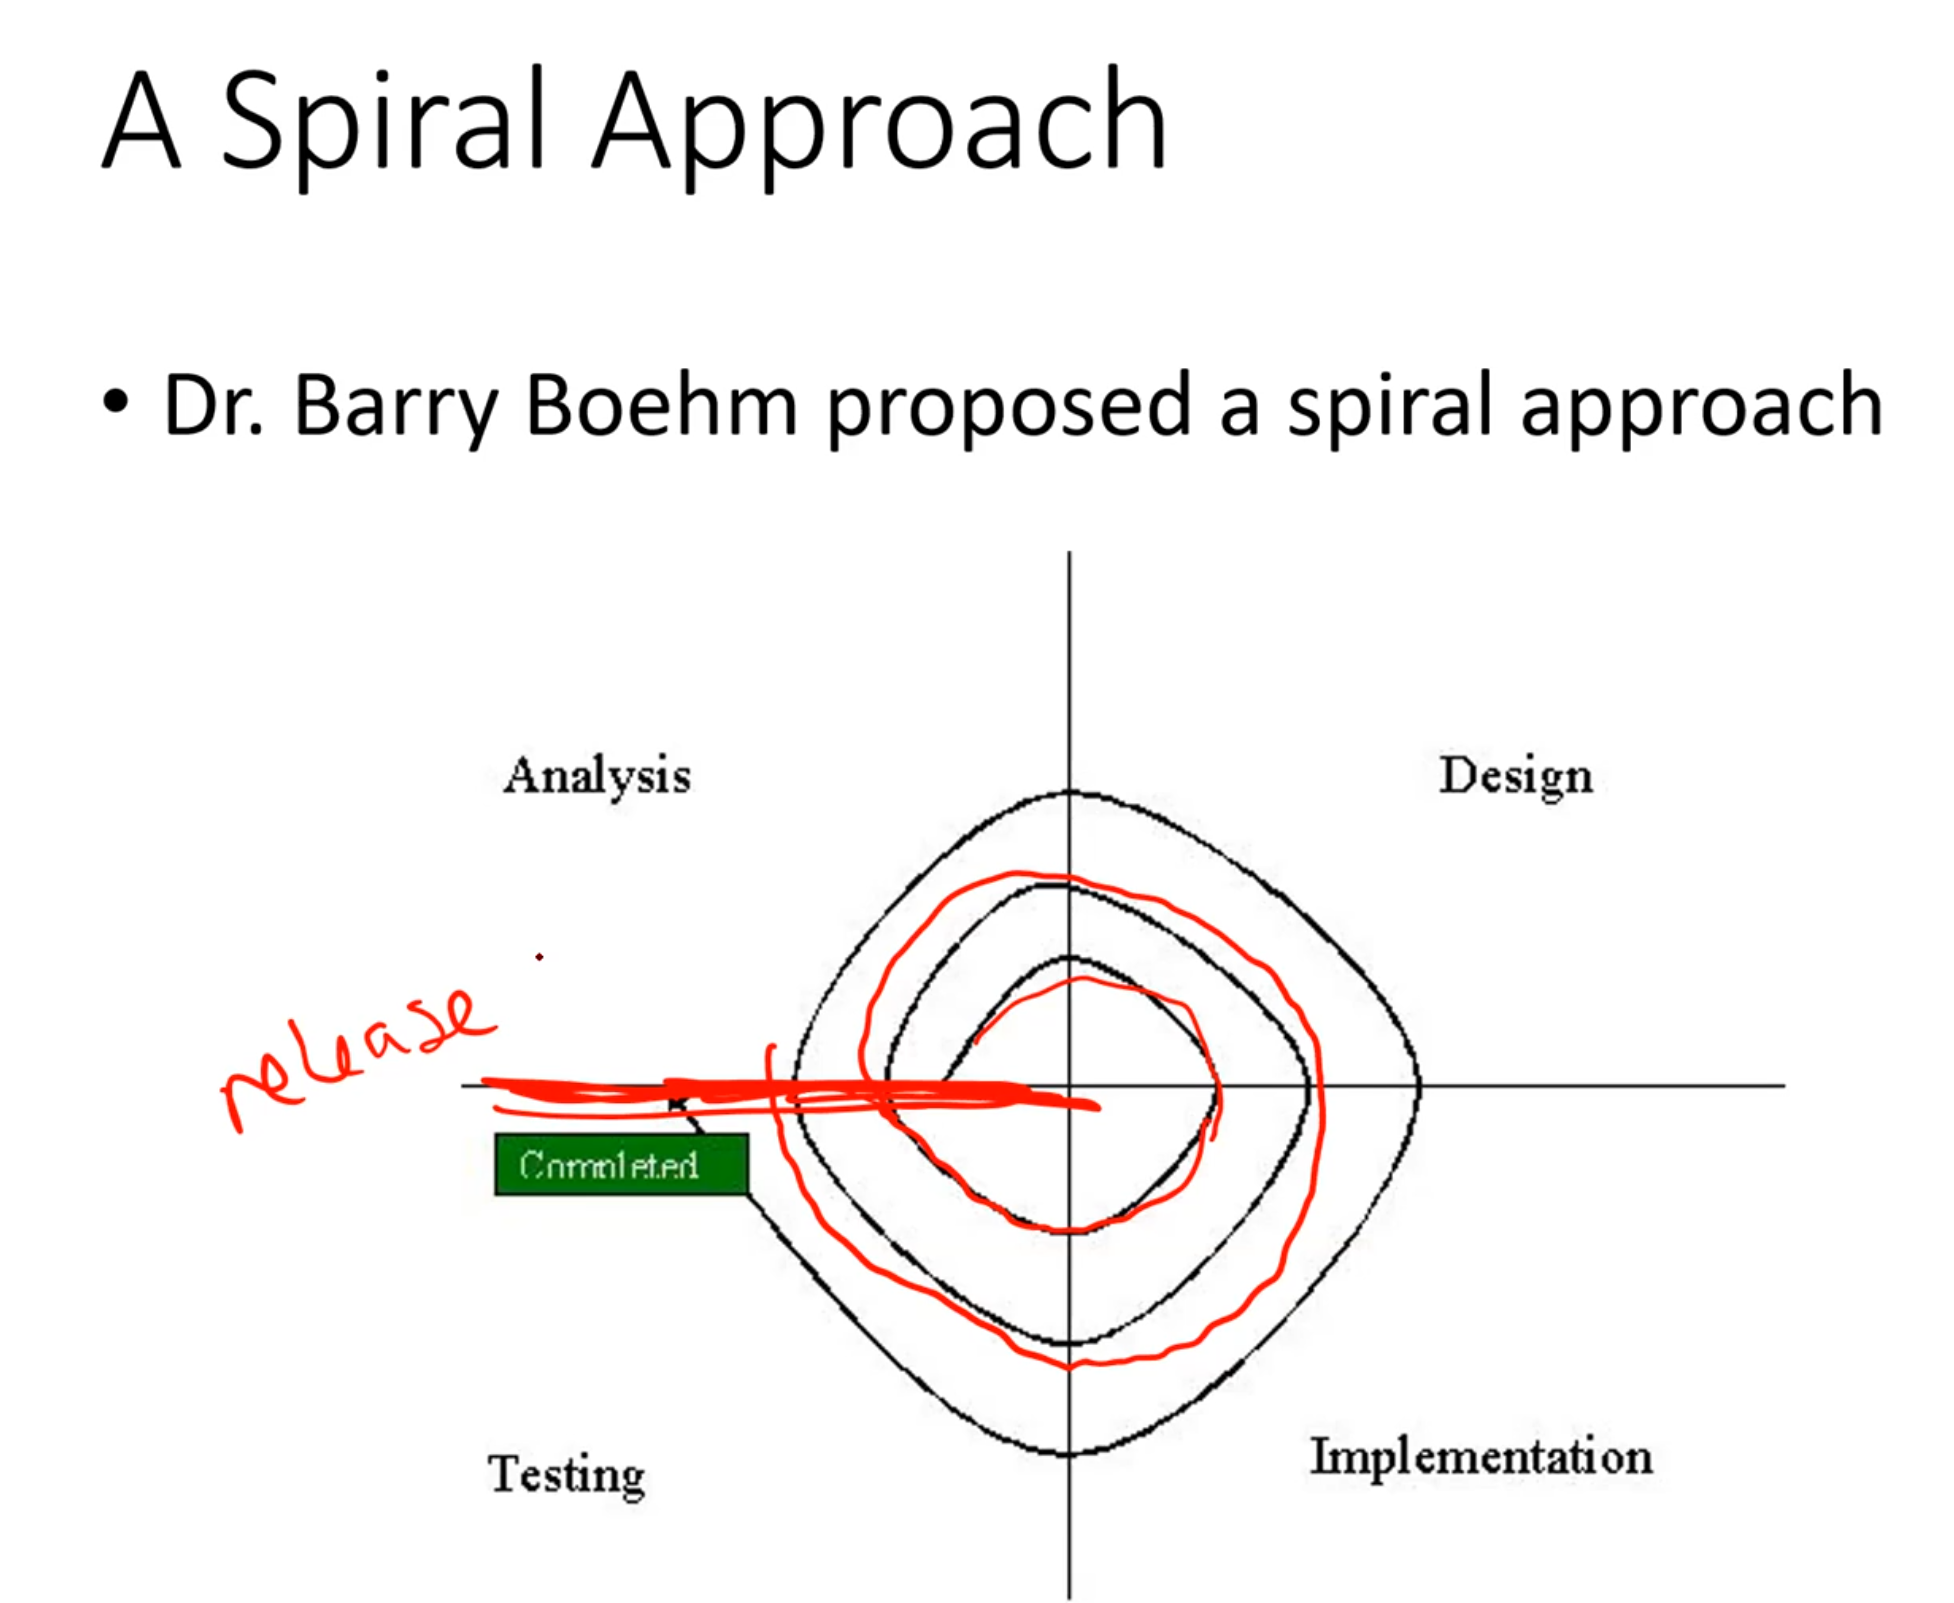 A Spiral Approach
• Dr. Barry Boehm proposed a spiral approach
Analysis
Design
release
Completed
Testing
Implementation